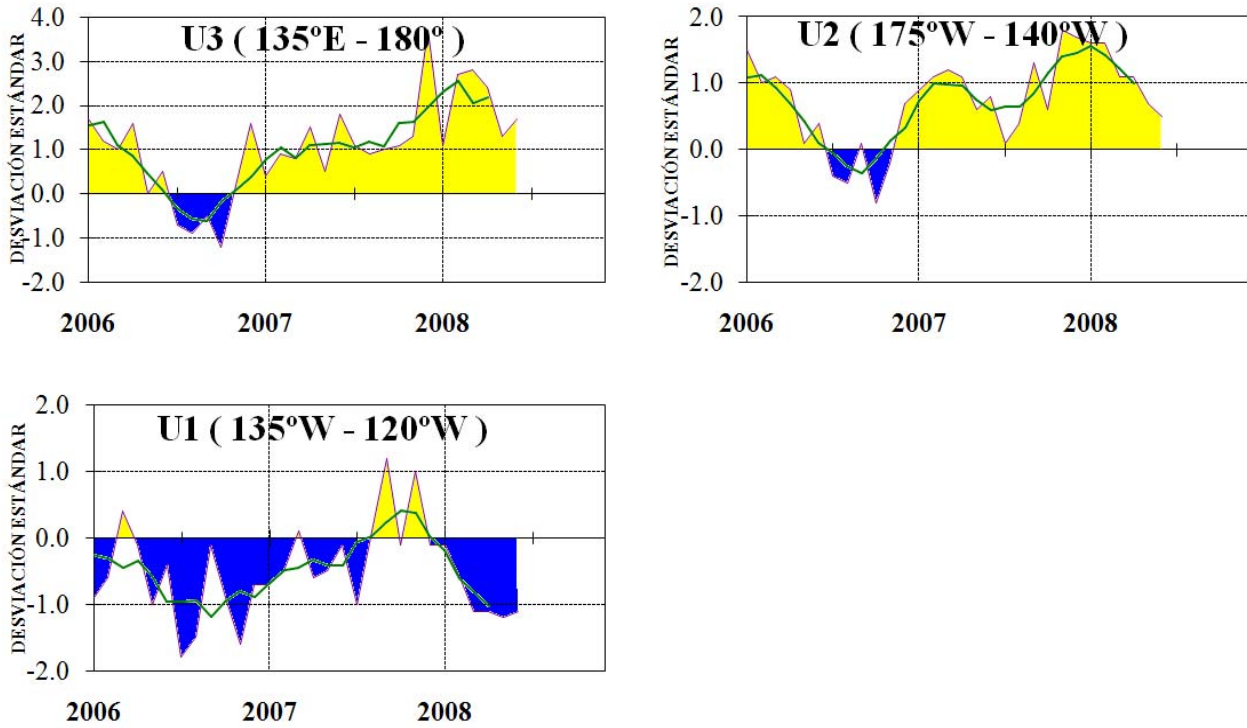 U3 ( 135ºE - 180º )
DESVIACIÓN ESTÁNDAR
4.0
3.0
2.0
1.0
0.0
-1.0
-2.0
2006 2007 2008
U2 ( 175ºW - 140ºW )
DESVIACIÓN ESTÁNDAR
2.0
1.0
0.0
-1.0
-2.0
2006 2007 2008
U1 ( 135ºW - 120ºW )
DESVIACIÓN ESTÁNDAR
2.0
1.0
0.0
-1.0
-2.0
2006 2007 2008